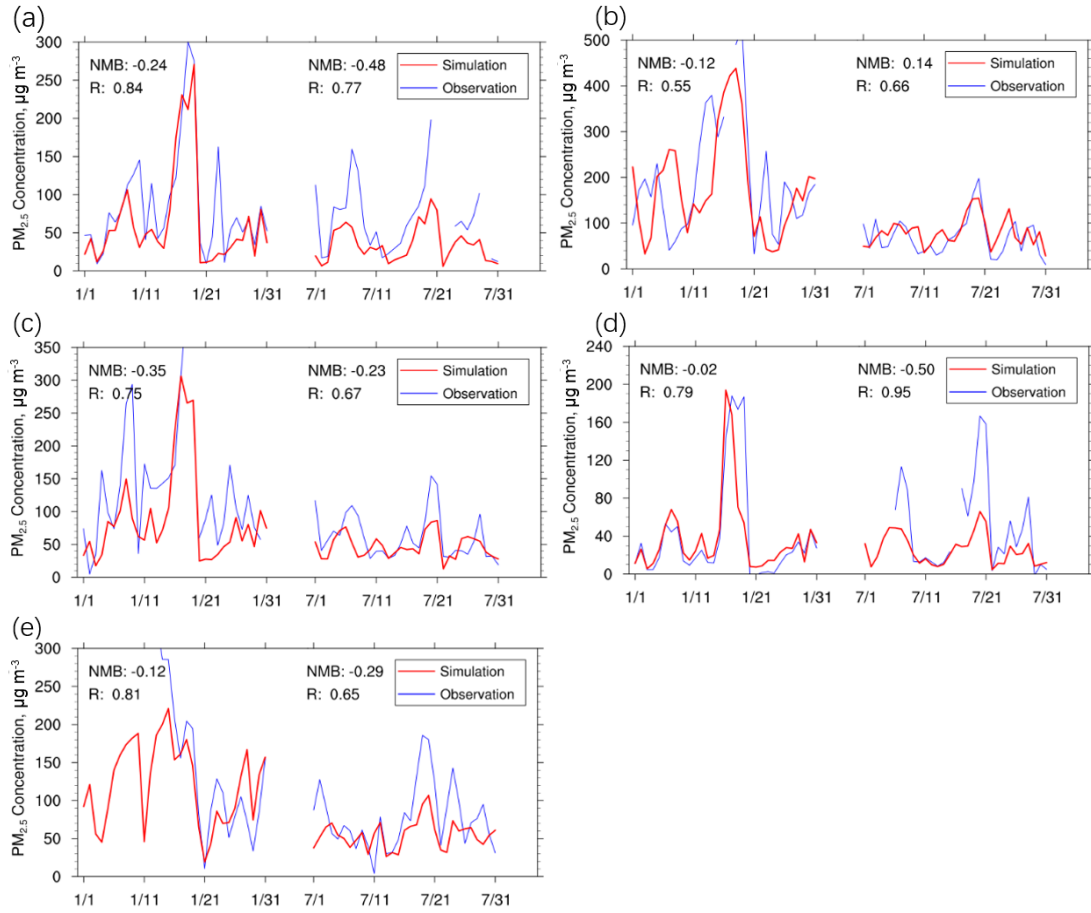 (a)
PM2.5 Concentration, µg m-3
300
250
200
150
100
50
0
NMB: -0.24
R: 0.84
NMB: -0.48
R: 0.77
Simulation
Observation
1/1 1/11 1/21 1/31 7/1 7/11 7/21 7/31
(b)
PM2.5 Concentration, µg m-3
500
400
300
200
100
0
NMB: -0.12
R: 0.55
NMB: 0.14
R: 0.66
Simulation
Observation
1/1 1/11 1/21 1/31 7/1 7/11 7/21 7/31
(c)
PM2.5 Concentration, µg m-3
350
300
250
200
150
100
50
0
NMB: -0.35
R: 0.75
NMB: -0.23
R: 0.67
Simulation
Observation
1/1 1/11 1/21 1/31 7/1 7/11 7/21 7/31
(d)
PM2.5 Concentration, µg m-3
240
200
160
120
80
40
0
NMB: -0.02
R: 0.79
NMB: -0.50
R: 0.95
Simulation
Observation
1/1 1/11 1/21 1/31 7/1 7/11 7/21 7/31
(e)
PM2.5 Concentration, µg m-3
300
250
200
150
100
50
0
NMB: -0.12
R: 0.81
NMB: -0.29
R: 0.65
Simulation
Observation
1/1 1/11 1/21 1/31 7/1 7/11 7/21 7/31